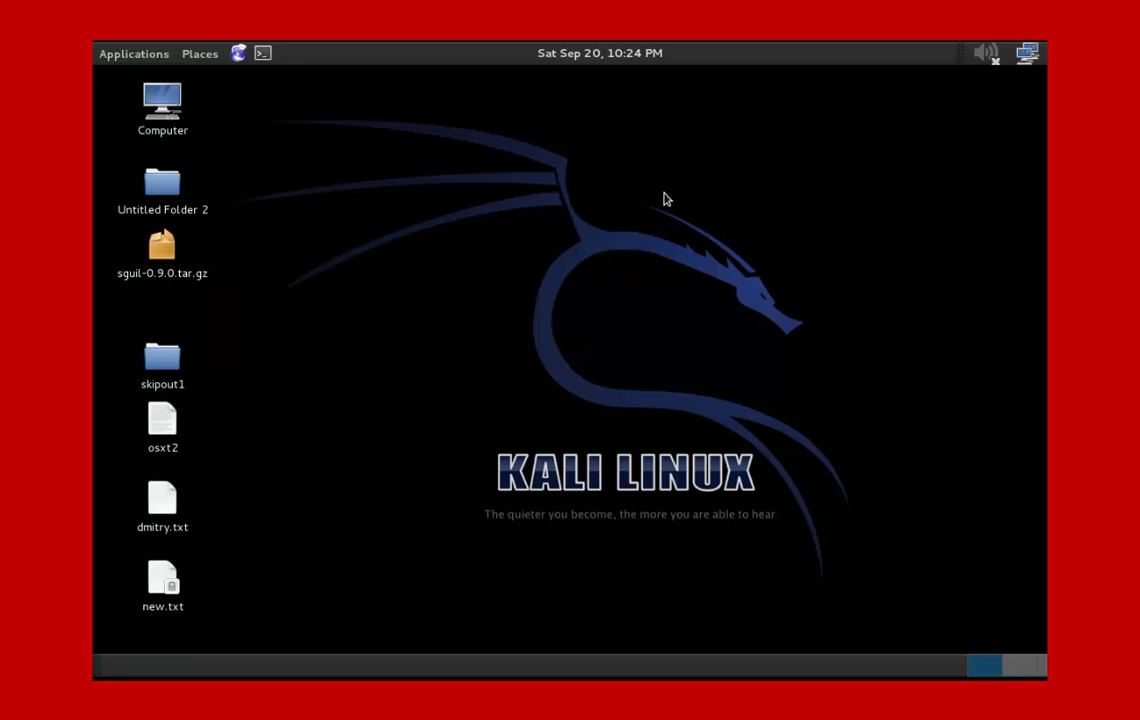 Applications Places Sat Sep 20, 10:24 PM
Computer
Untitled Folder 2
sguil-0.9.0.tar.gz
skipout1
osxt2
dmitry.txt
new.txt
KALI LINUX
The quieter you become, the more you are able to hear.